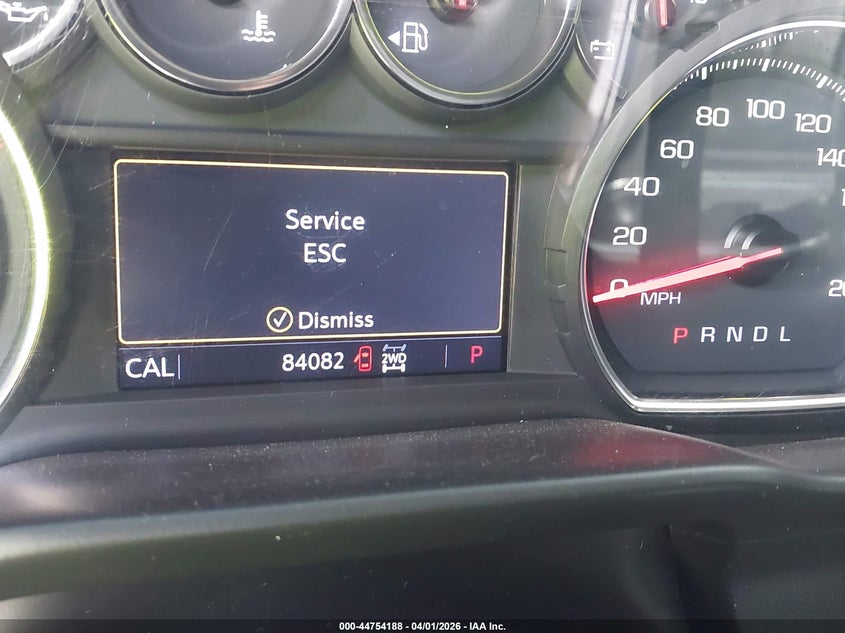 80 100 120
60 140
40
20
0 MPH 20
P R N D L
Service
ESC
Dismiss
CAL 84082 2WD P
000-44754188 - 04/01/2026 - IAA Inc.